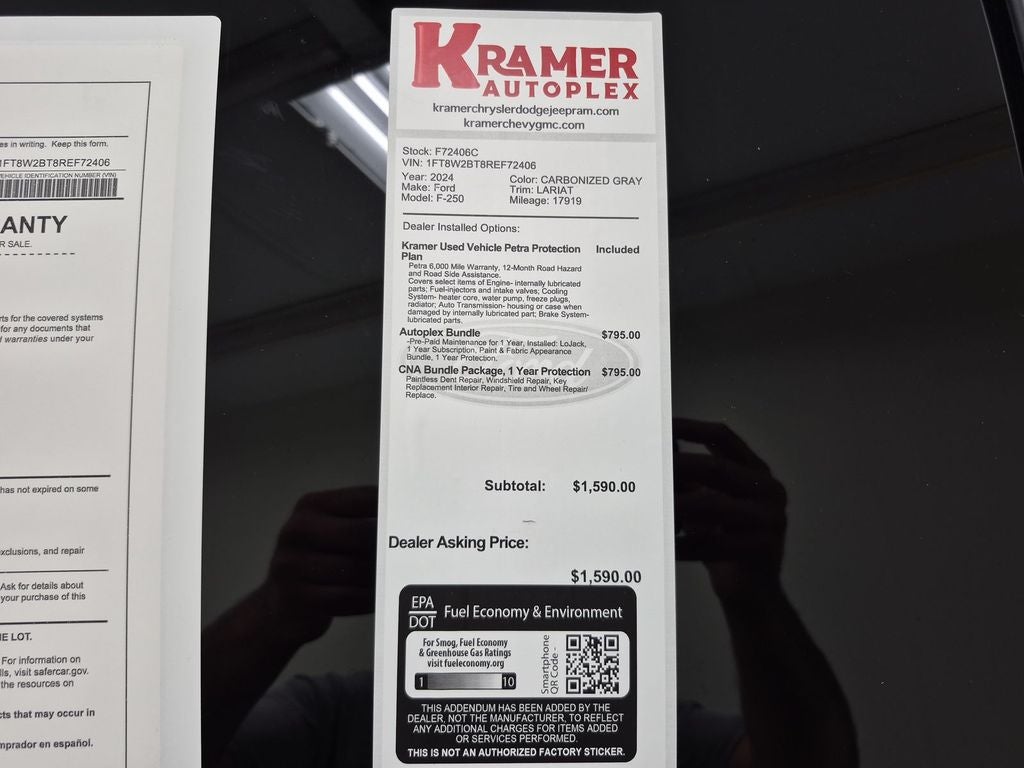 es in writing. Keep this form.
1FT8W2BT8REF72406
VEHICLE IDENTIFICATION NUMBER (VIN)
ANTY
R SALE.
rts for the covered systems
for any documents that
warranties under your
has not expired on some
xclusions, and repair
Ask for details about
your purchase of this
E LOT.
For information on
lls, visit safercar.gov.
the resources on
cts that may occur in
mprador en español.
KRAMER
AUTOPLEX
kramerchryslerdodgejeepram.com
kramerchevygmc.com
Stock: F72406C
VIN: 1FT8W2BT8REF72406
Year: 2024 Color: CARBONIZED GRAY
Make: Ford Trim: LARIAT
Model: F-250 Mileage: 17919
Dealer Installed Options:
Kramer Used Vehicle Petra Protection Included
Plan
Petra 6,000 Mile Warranty, 12-Month Road Hazard
and Road Side Assistance.
Covers select items of Engine- internally lubricated
parts; Fuel-injectors and intake valves; Cooling
System- heater core, water pump, freeze plugs,
radiator; Auto Transmission- housing or case when
damaged by internally lubricated part; Brake System-
lubricated parts.
Autoplex Bundle $795.00
-Pre-Paid Maintenance for 1 Year, Installed: LoJack,
1 Year Subscription, Paint & Fabric Appearance
Bundle, 1 Year Protection.
CNA Bundle Package, 1 Year Protection $795.00
Paintless Dent Repair, Windshield Repair, Key
Replacement Interior Repair, Tire and Wheel Repair/
Replace.
Subtotal: $1,590.00
Dealer Asking Price:
$1,590.00
EPA
DOT
Fuel Economy & Environment
For Smog, Fuel Economy
& Greenhouse Gas Ratings
visit fueleconomy.org
1 10
Smartphone
QR Code -
THIS ADDENDUM HAS BEEN ADDED BY THE
DEALER, NOT THE MANUFACTURER, TO REFLECT
ANY ADDITIONAL CHARGES FOR ITEMS ADDED
OR SERVICES PERFORMED.
THIS IS NOT AN AUTHORIZED FACTORY STICKER.